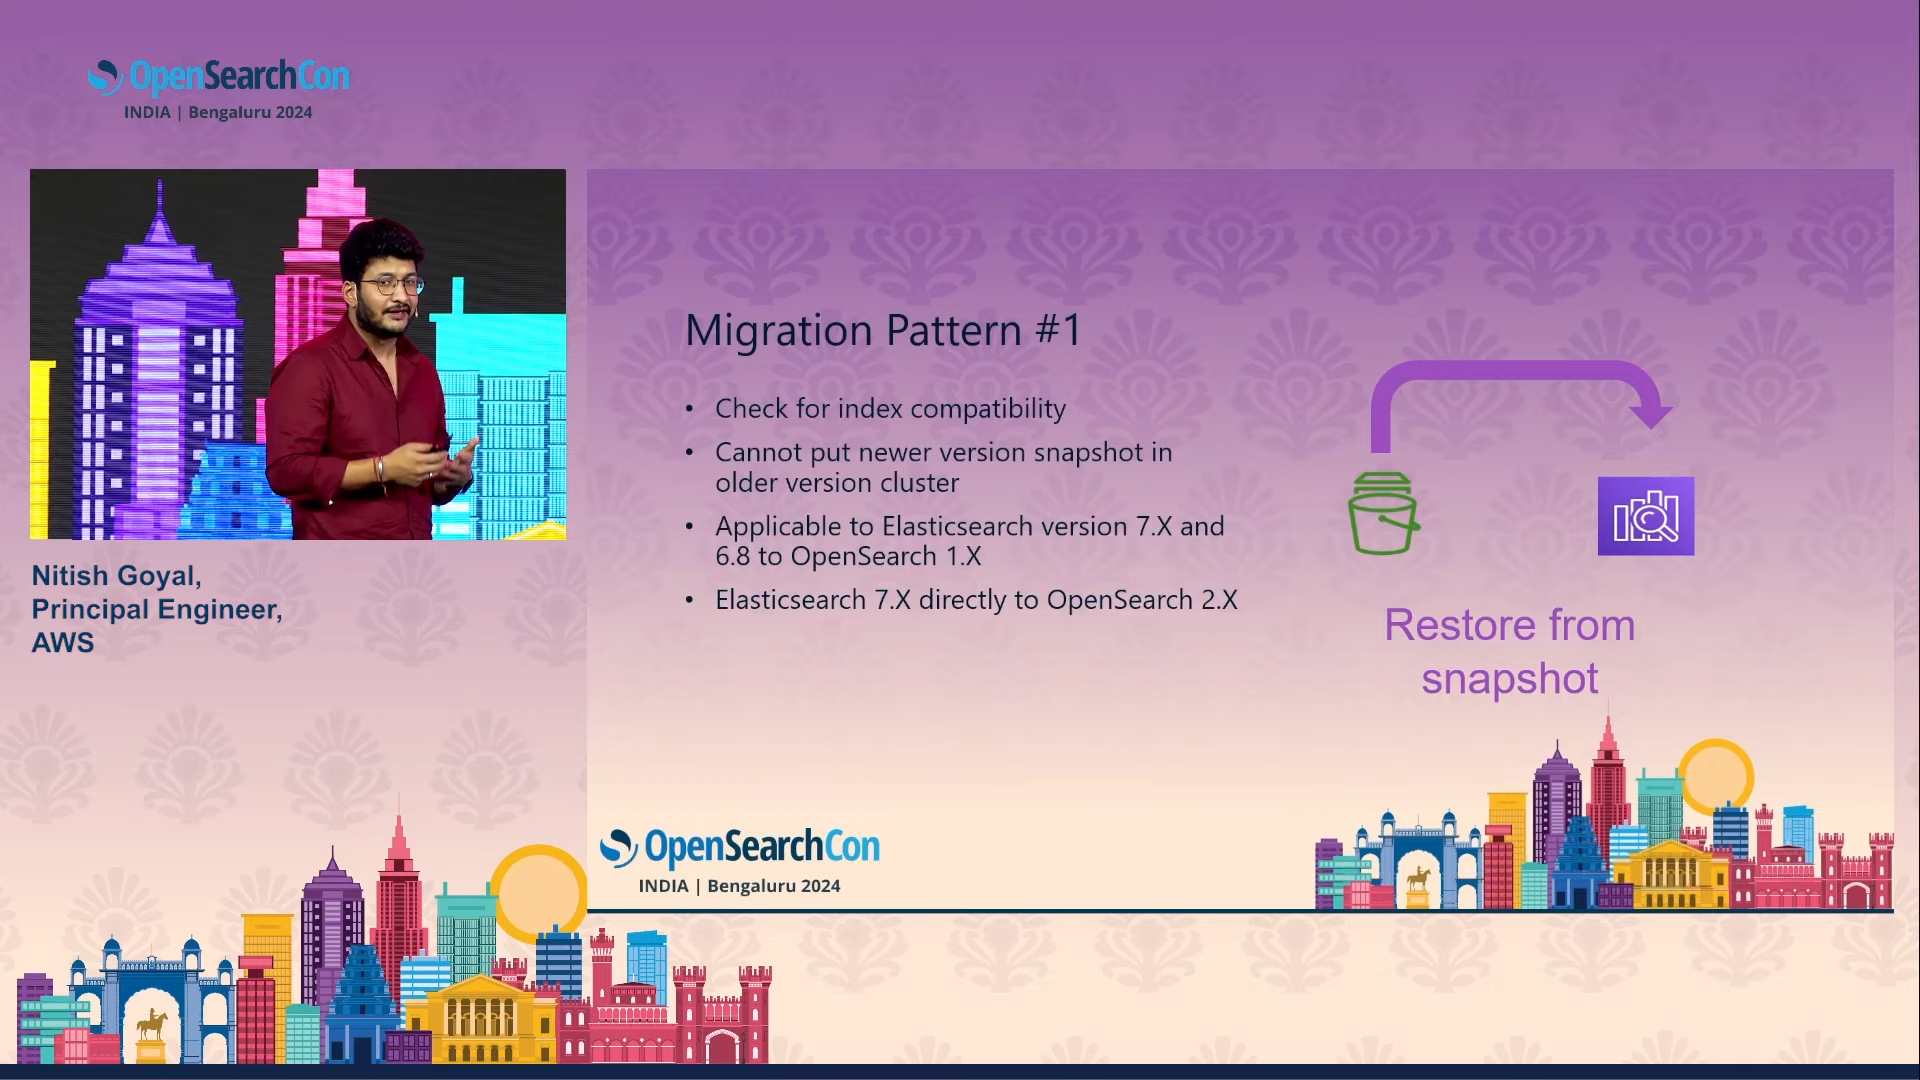 OpenSearchCon
INDIA | Bengaluru 2024
Nitish Goyal,
Principal Engineer,
AWS
Migration Pattern #1
• Check for index compatibility
• Cannot put newer version snapshot in
older version cluster
• Applicable to Elasticsearch version 7.X and
6.8 to OpenSearch 1.X
• Elasticsearch 7.X directly to OpenSearch 2.X
Restore from
snapshot
OpenSearchCon
INDIA | Bengaluru 2024